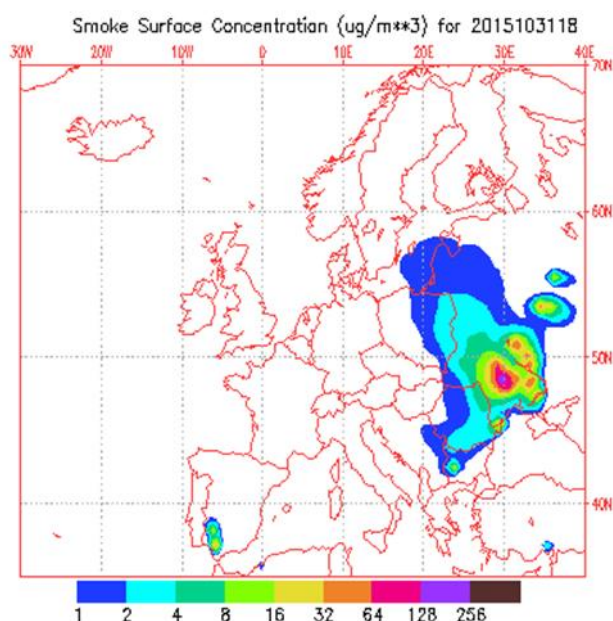 Smoke Surface Concentration (ug/m**3) for 2015103118
30W 20W 10W 0 10E 20E 30E 40E
70N
60N
50N
40N
1 2 4 8 16 32 64 128 256